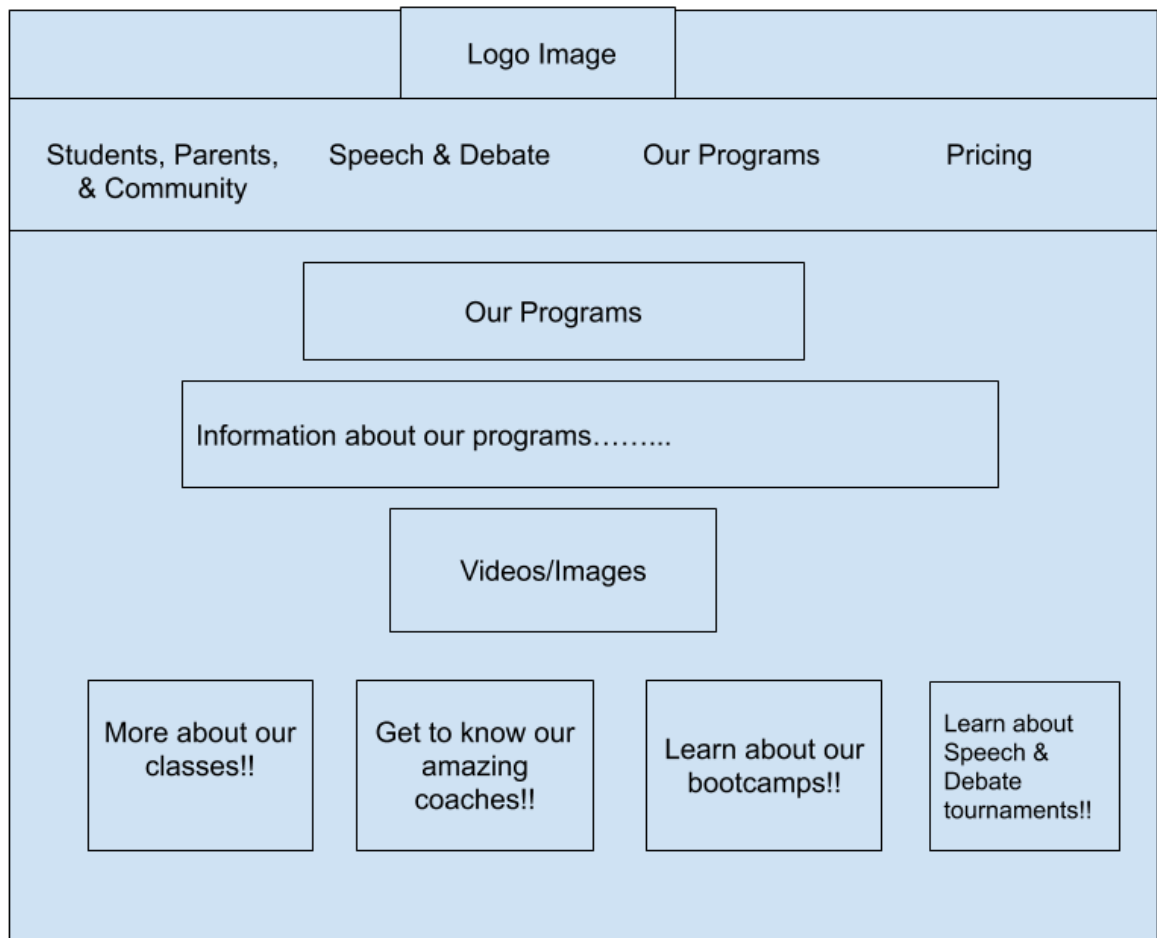 Logo Image
Students, Parents,
& Community
Speech & Debate
Our Programs
Pricing
Our Programs
Information about our programs……...
Videos/Images
More about our
classes!!
Get to know our
amazing
coaches!!
Learn about our
bootcamps!!
Learn about
Speech &
Debate
tournaments!!